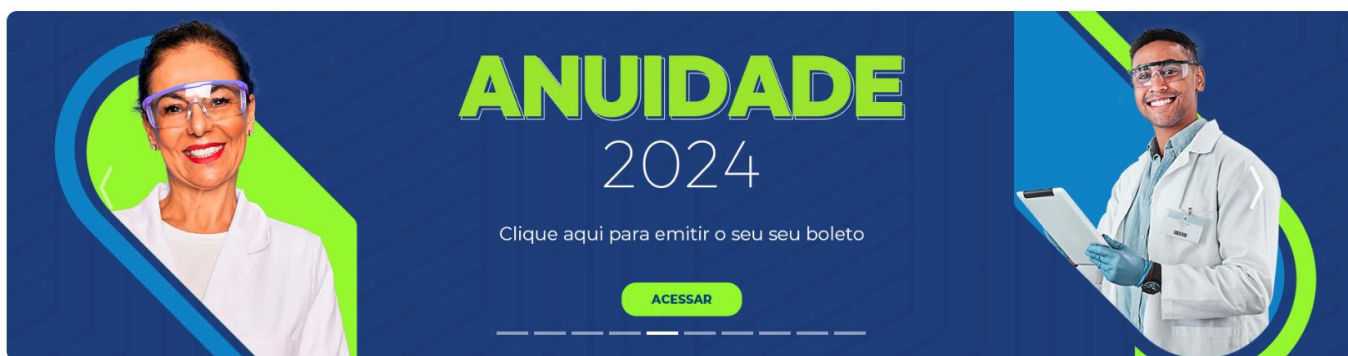 ANUIDADE
2024
Clique aqui para emitir o seu seu boleto
ACESSAR